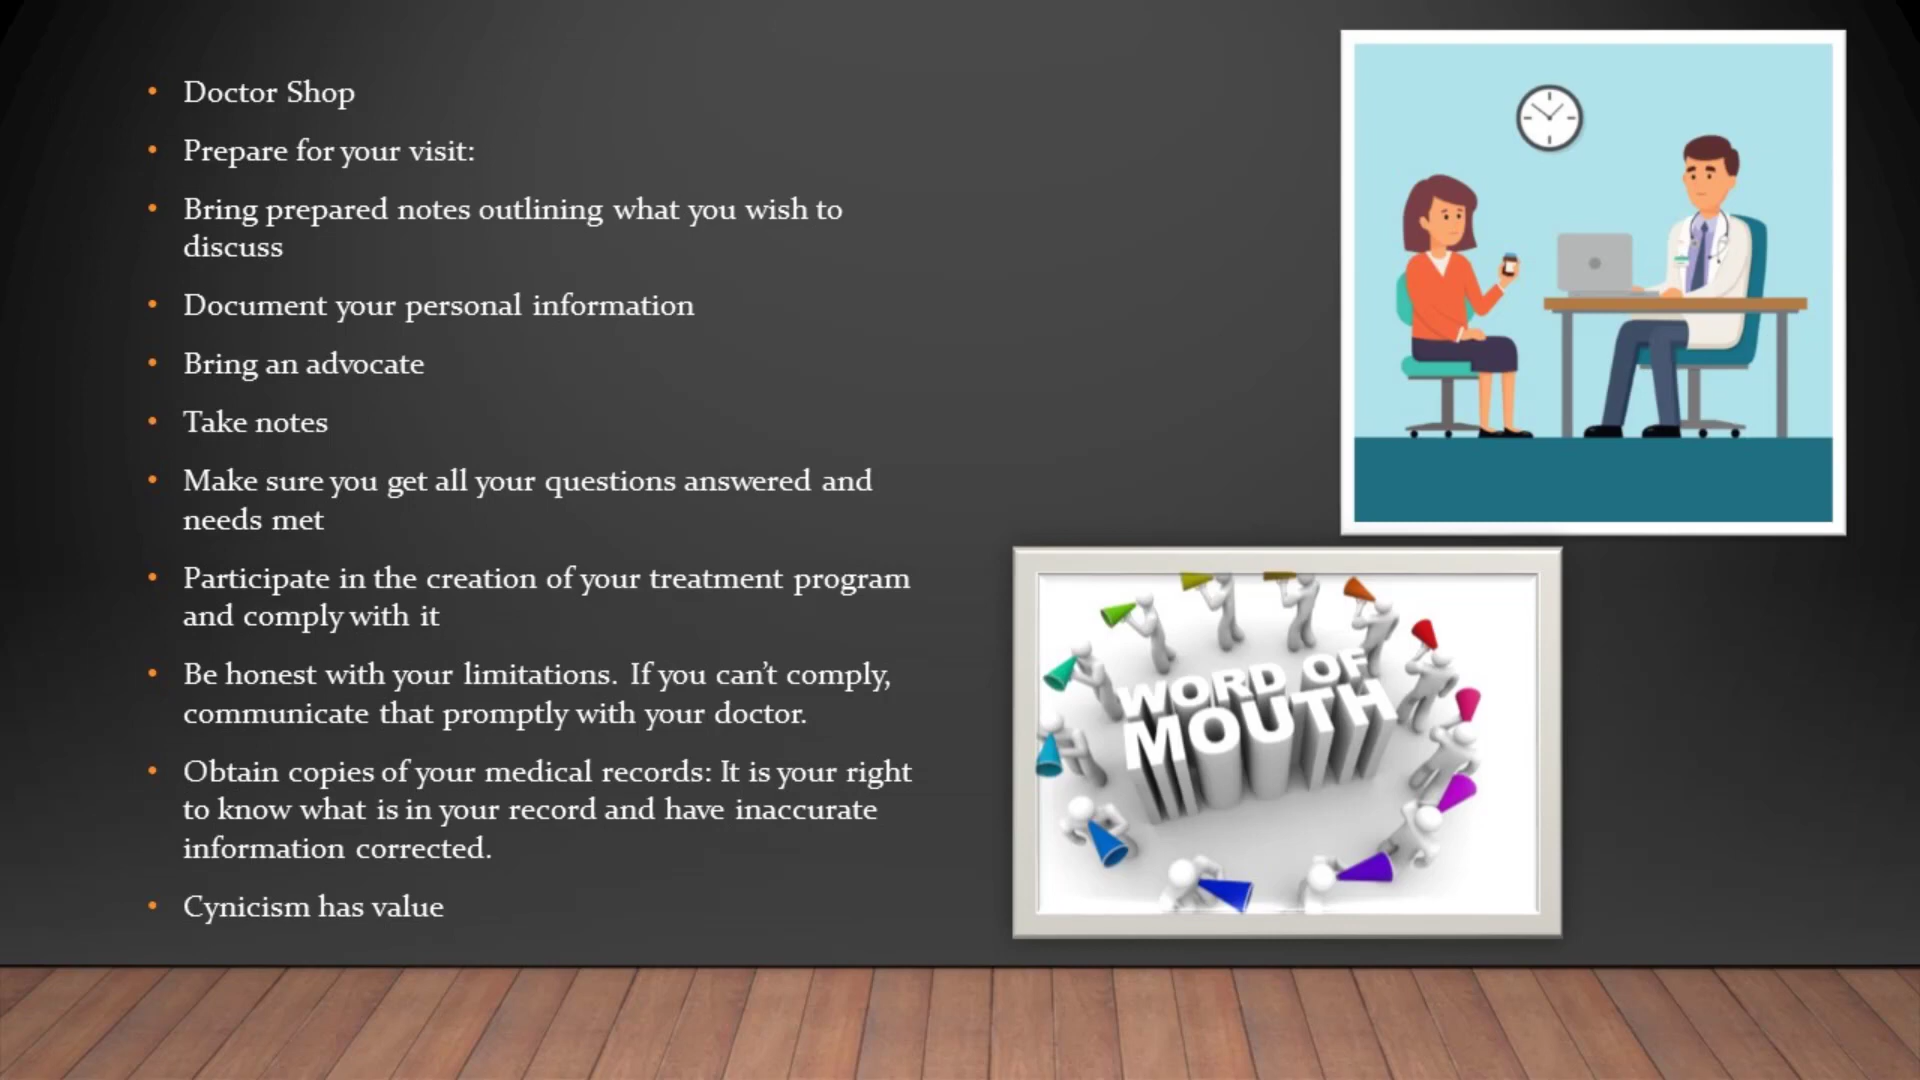 Doctor Shop
Prepare for your visit:
Bring prepared notes outlining what you wish to
discuss
Document your personal information
Bring an advocate
Take notes
Make sure you get all your questions answered and
needs met
Participate in the creation of your treatment program
and comply with it
Be honest with your limitations. If you can't comply,
communicate that promptly with your doctor.
Obtain copies of your medical records: It is your right
to know what is in your record and have inaccurate
information corrected.
Cynicism has value
WORD OF
MOUTH